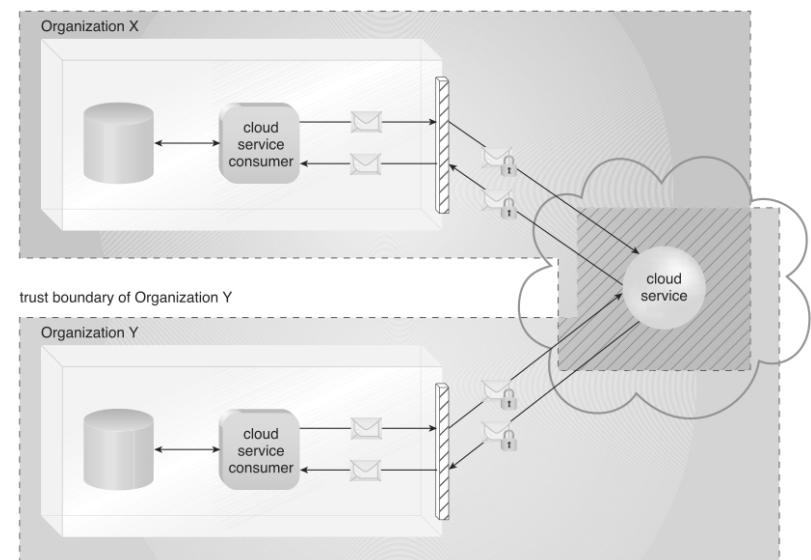 Organization X
cloud
service
consumer
cloud
service
trust boundary of Organization Y
Organization Y
cloud
service
consumer